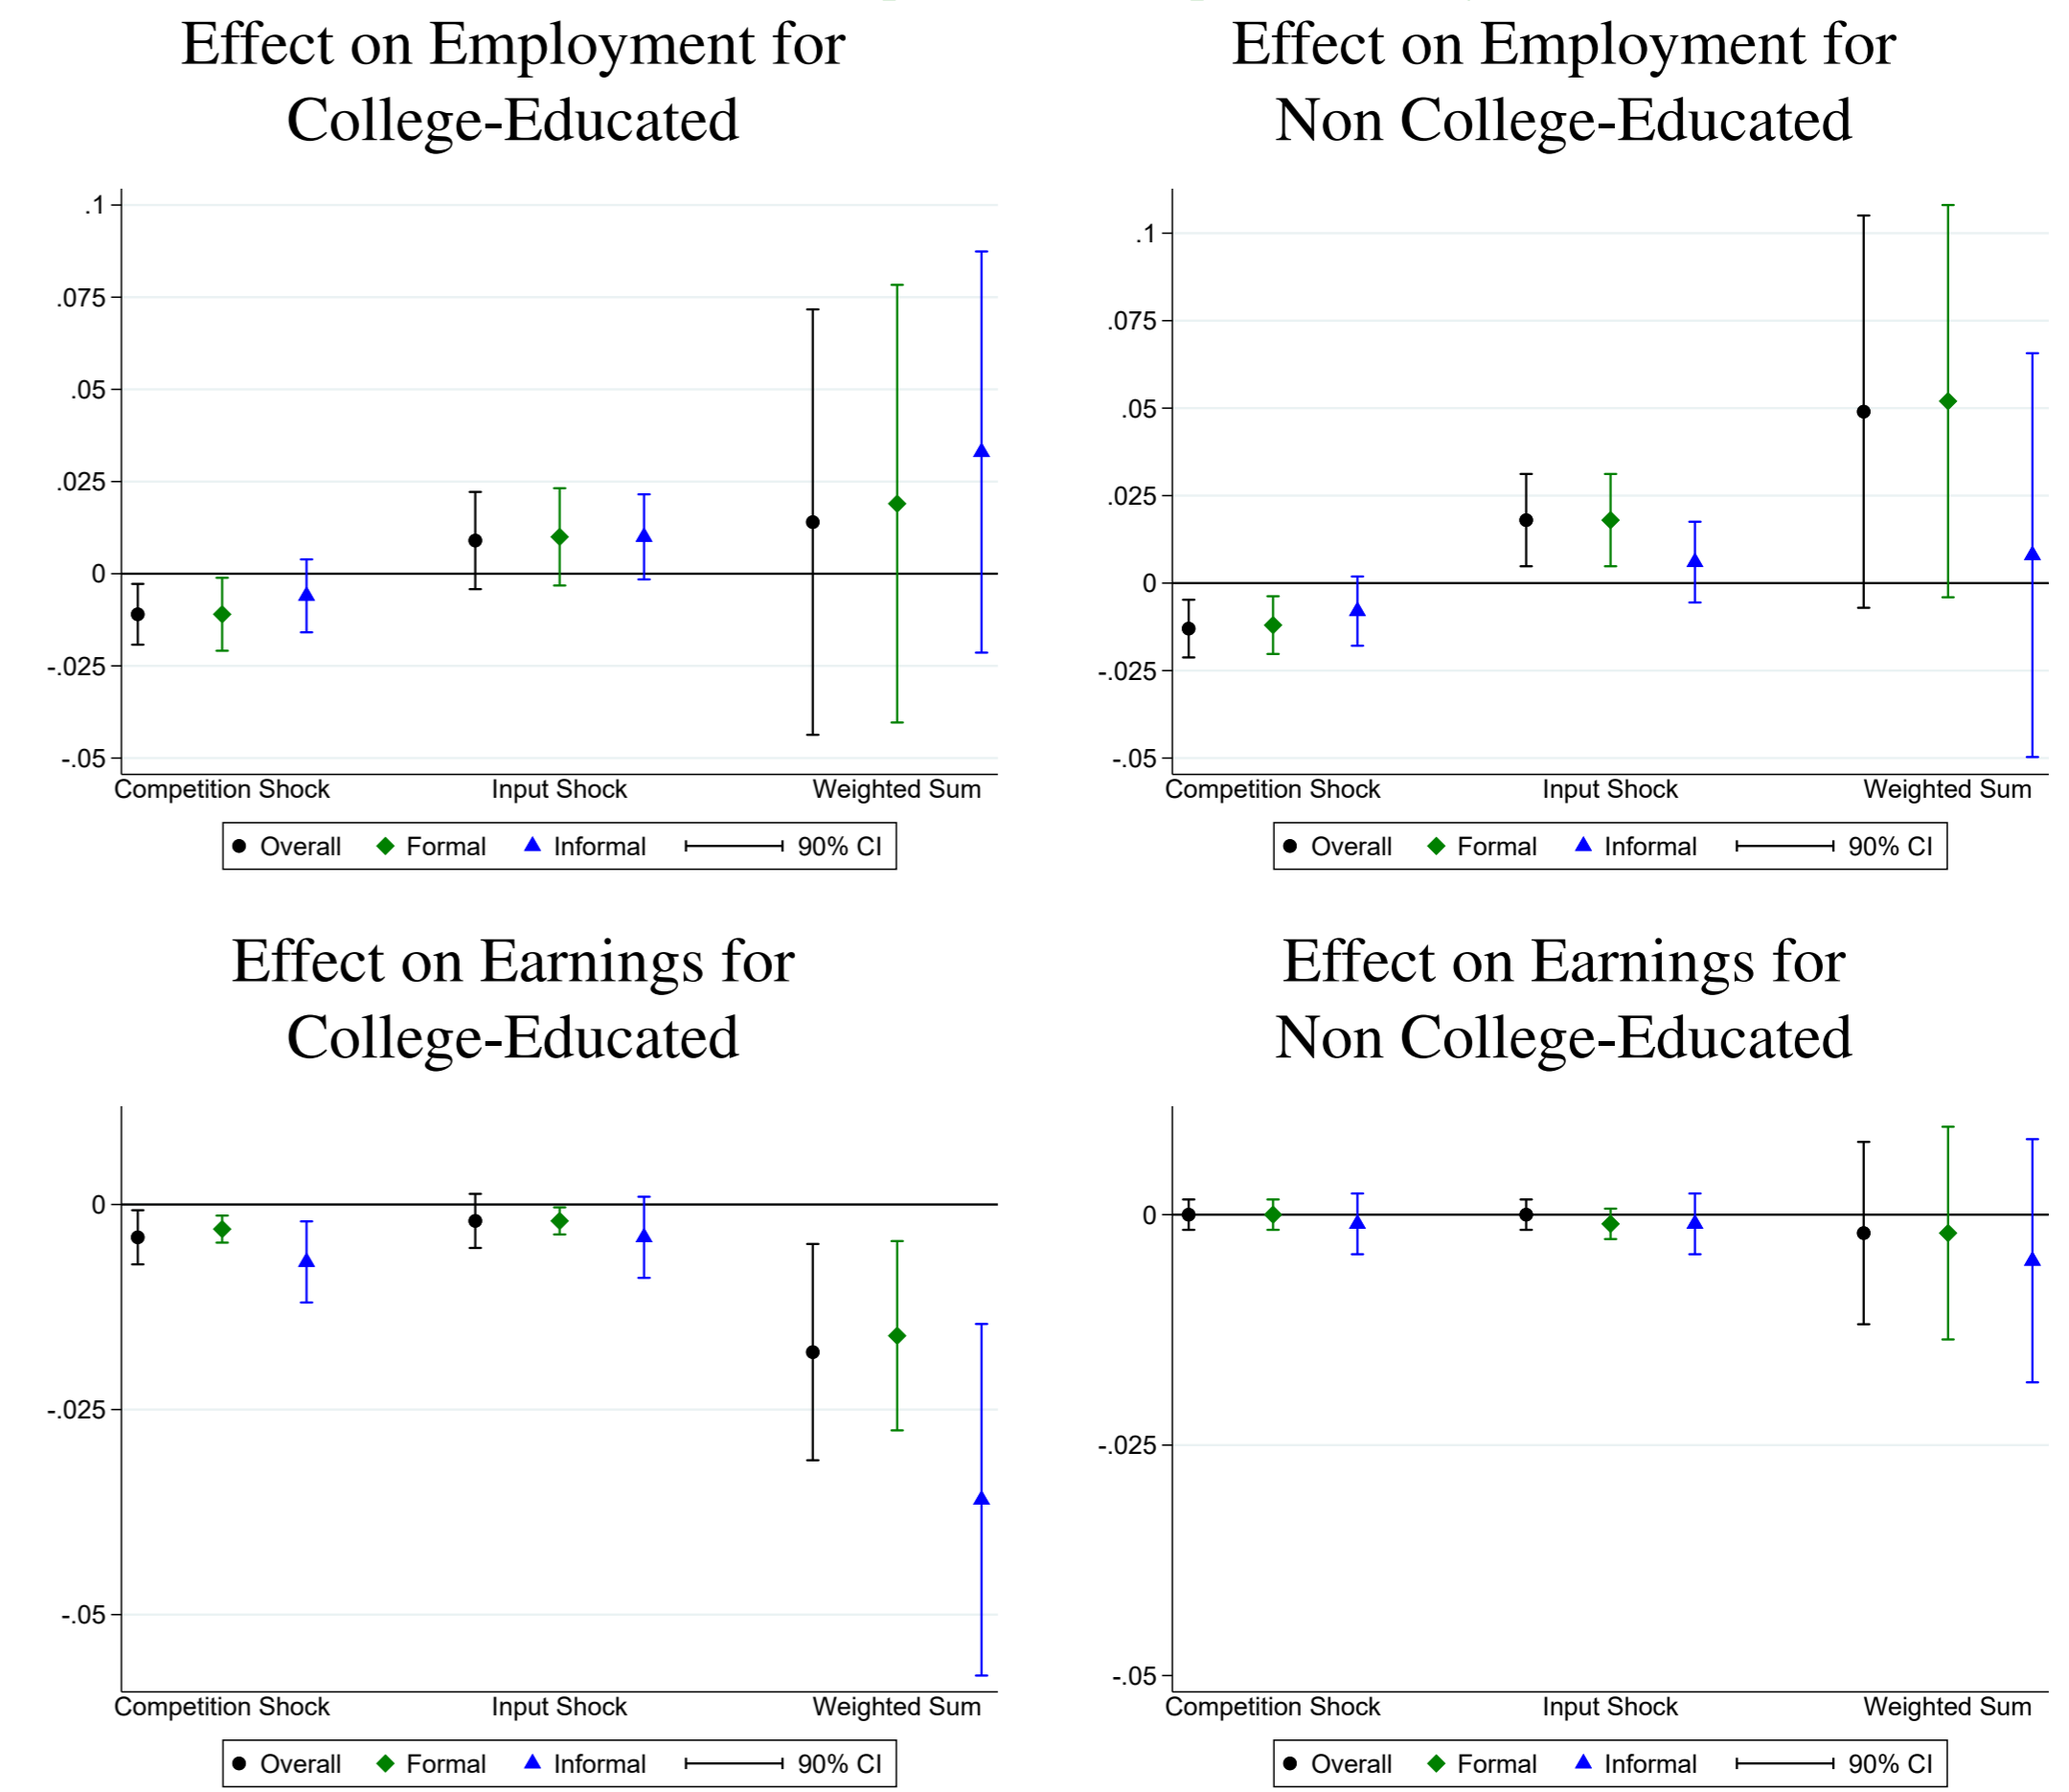 Effect on Employment for
College-Educated
.1
.075
.05
.025
0
-.025
-.05
Competition Shock Input Shock Weighted Sum
Overall Formal Informal 90% CI
Effect on Employment for
Non College-Educated
.1
.075
.05
.025
0
-.025
-.05
Competition Shock Input Shock Weighted Sum
Overall Formal Informal 90% CI
Effect on Earnings for
College-Educated
0
-.025
-.05
Competition Shock Input Shock Weighted Sum
Overall Formal Informal 90% CI
Effect on Earnings for
Non College-Educated
0
-.025
-.05
Competition Shock Input Shock Weighted Sum
Overall Formal Informal 90% CI